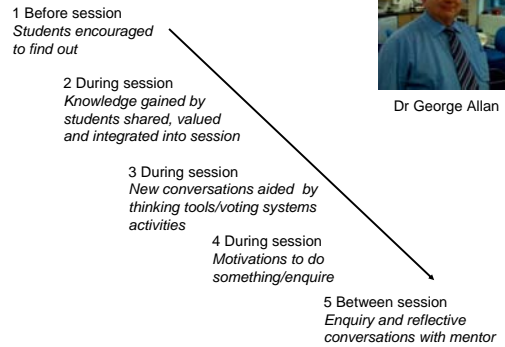 1 Before session
Students encouraged
to find out
2 During session
Knowledge gained by
students shared, valued
and integrated into session
3 During session
New conversations aided by
thinking tools/voting systems
activities
4 During session
Motivations to do
something/enquire
5 Between session
Enquiry and reflective
conversations with mentor
Dr George Allan